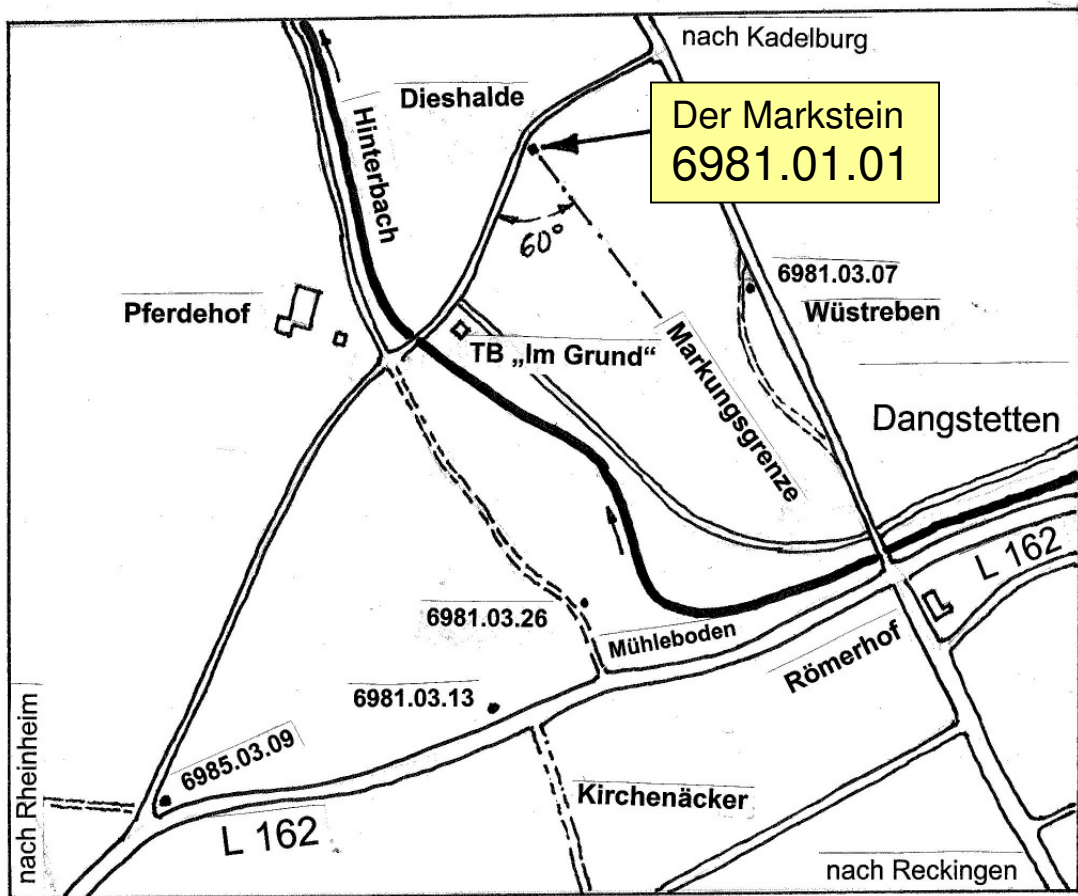 nach Kadelburg
Dieshalde
Der Markstein
6981.01.01
Hinterbach
60°
6981.03.07
Wüstreben
Pferdehof
TB „Im Grund“
Markungsgrenze
Dangstetten
L 162
6981.03.26
Mühleboden
Römerhof
6981.03.13
6985.03.09
nach Rheinheim
Kirchenäcker
L 162
nach Reckingen